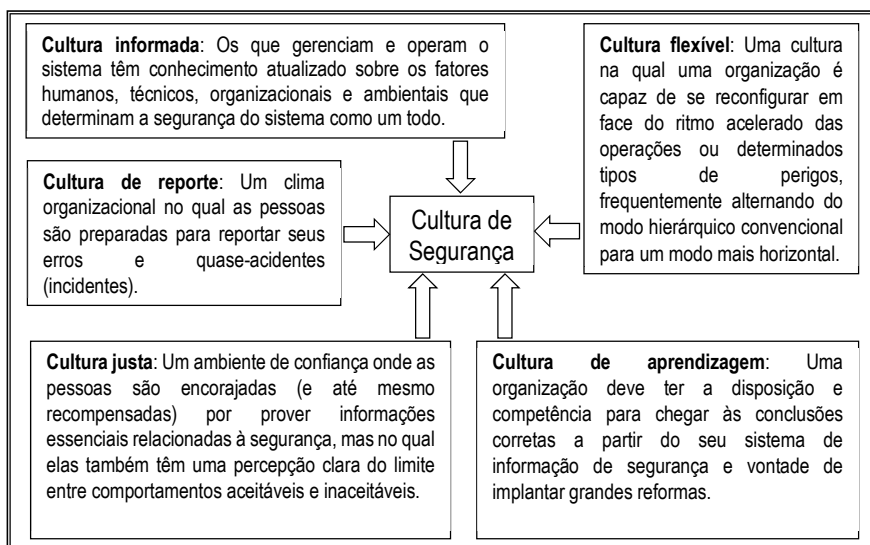 Cultura informada: Os que gerenciam e operam o
sistema têm conhecimento atualizado sobre os fatores
humanos, técnicos, organizacionais e ambientais que
determinam a segurança do sistema como um todo.
Cultura flexível: Uma cultura
na qual uma organização é
capaz de se reconfigurar em
face do ritmo acelerado das
operações ou determinados
tipos de perigos,
frequentemente alternando do
modo hierárquico convencional
para um modo mais horizontal.
Cultura de reporte: Um clima
organizacional no qual as pessoas
são preparadas para reportar seus
erros e quase-acidentes
(incidentes).
Cultura de
Segurança
Cultura justa: Um ambiente de confiança onde as
pessoas são encorajadas (e até mesmo
recompensadas) por prover informações
essenciais relacionadas à segurança, mas no qual
elas também têm uma percepção clara do limite
entre comportamentos aceitáveis e inaceitáveis.
Cultura de aprendizagem: Uma
organização deve ter a disposição e
competência para chegar às conclusões
corretas a partir do seu sistema de
informação de segurança e vontade de
implantar grandes reformas.